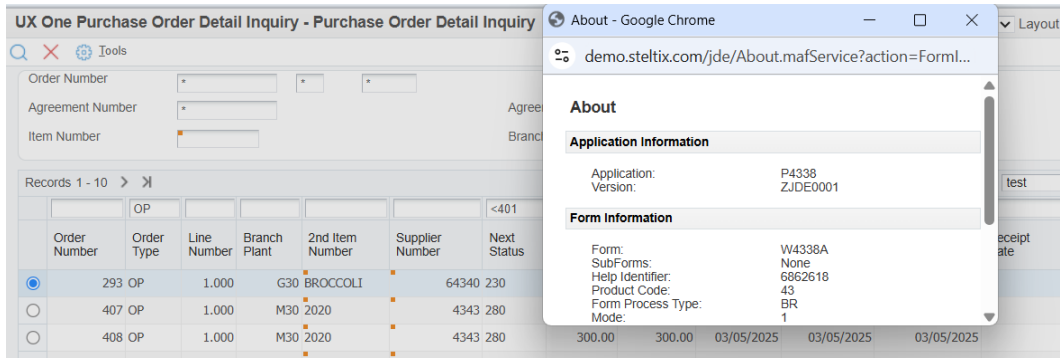 UX One Purchase Order Detail Inquiry - Purchase Order Detail Inquiry
Layout
Tools
Order Number * * *
Agreement Number * Agree
Item Number Branc
Records 1 - 10
test
OP <401
Order Number Order Type Line Number Branch Plant 2nd Item Number Supplier Number Next Status eceipt ate
293 OP 1.000 G30 BROCCOLI 64340 230
407 OP 1.000 M30 2020 4343 280
408 OP 1.000 M30 2020 4343 280 300.00 300.00 03/05/2025 03/05/2025 03/05/2025
About - Google Chrome
demo.steltix.com/jde/About.mafService?action=FormI...
About
Application Information
Application: P4338
Version: ZJDE0001
Form Information
Form: W4338A
SubForms: None
Help Identifier: 6862618
Product Code: 43
Form Process Type: BR
Mode: 1